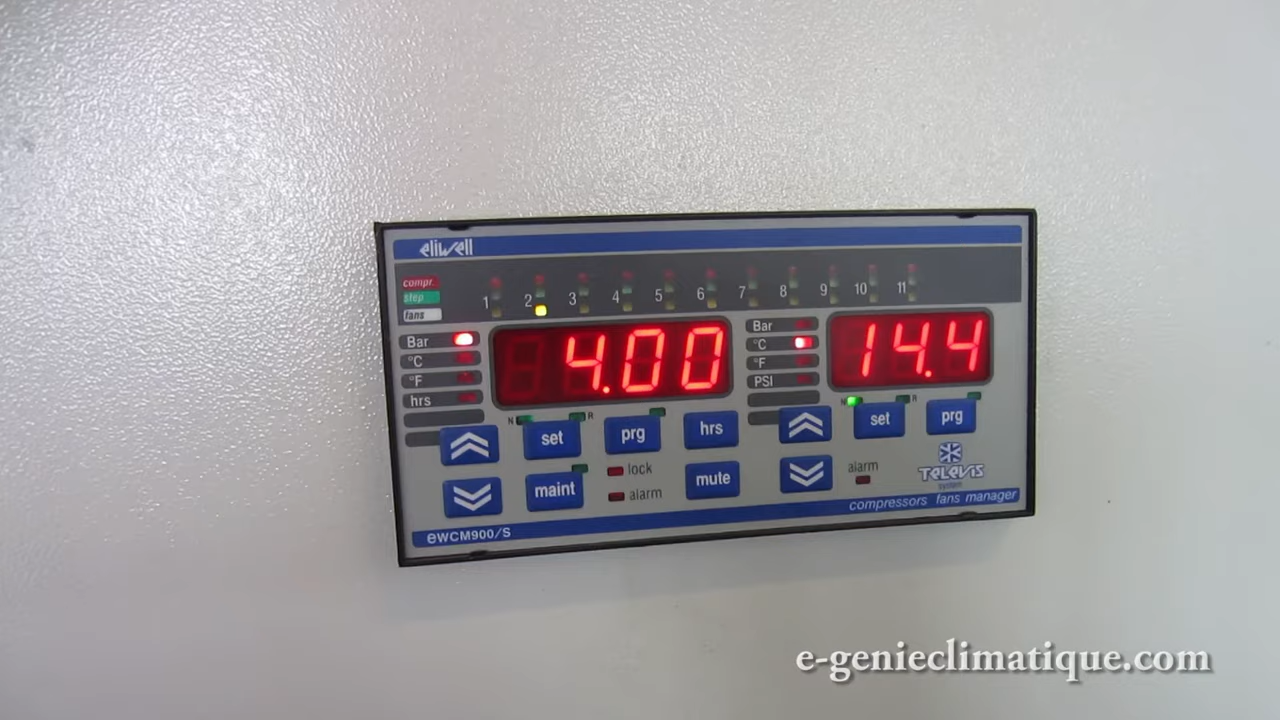 eliwell
compr.
step
fans
1 2 3 4 5 6 7 8 9 10 11
Bar
°C
°F
hrs
4.00
Bar
°C
°F
PSI
14.4
N R
set
prg
hrs
N R
set
prg
maint
lock
alarm
mute
alarm
TELEVIS
system
compressors fans manager
eWCM900/S
e-genieclimatique.com